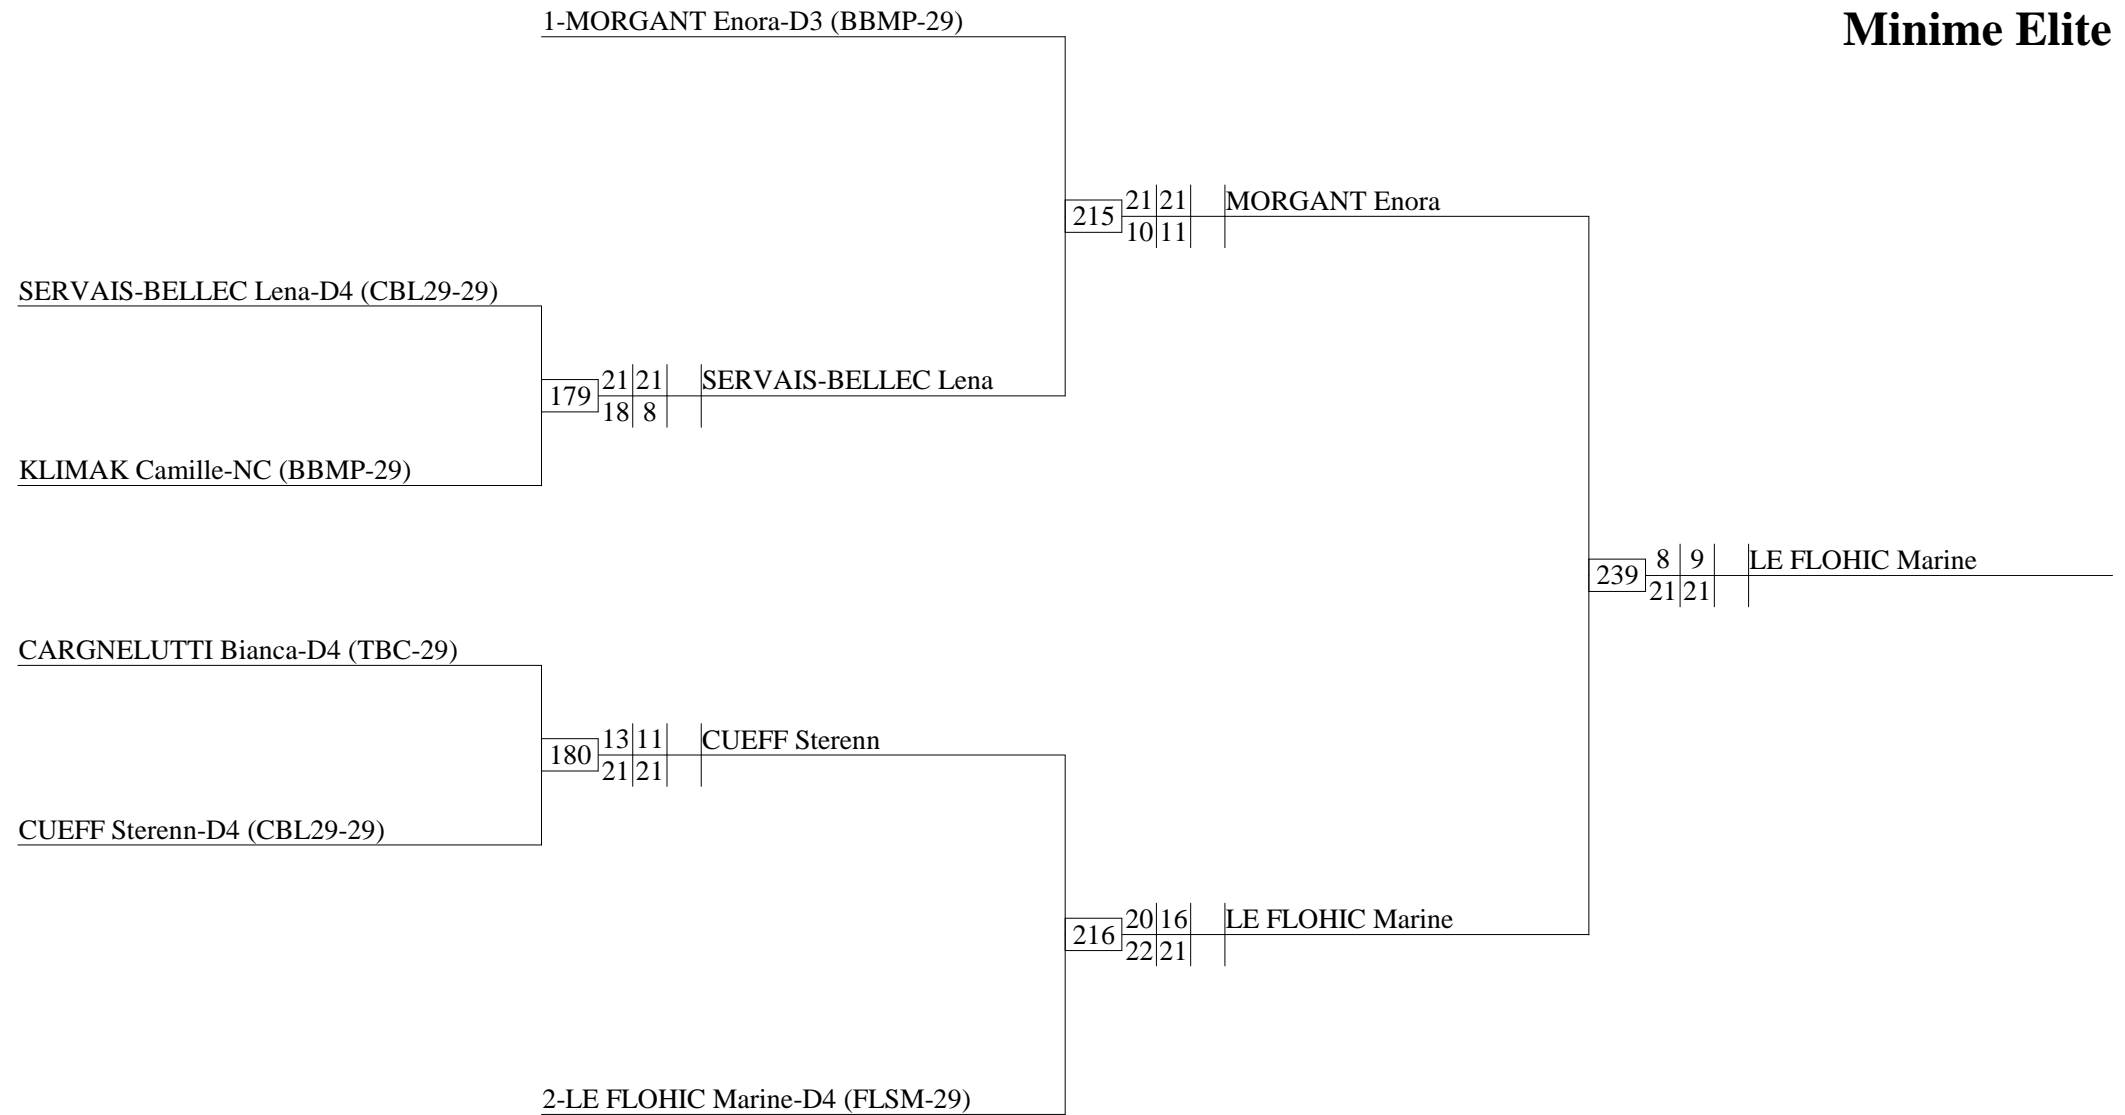 1-MORGANT Enora-D3 (BBMP-29)
Minime Elite
21 21 MORGANT Enora
215
10 11
SERVAIS-BELLEC Lena-D4 (CBL29-29)
21 21 SERVAIS-BELLEC Lena
179
18 8
KLIMAK Camille-NC (BBMP-29)
8 9 LE FLOHIC Marine
239
21 21
CARGNELUTTI Bianca-D4 (TBC-29)
13 11 CUEFF Sterenn
180
21 21
CUEFF Sterenn-D4 (CBL29-29)
20 16 LE FLOHIC Marine
216
22 21
2-LE FLOHIC Marine-D4 (FLSM-29)